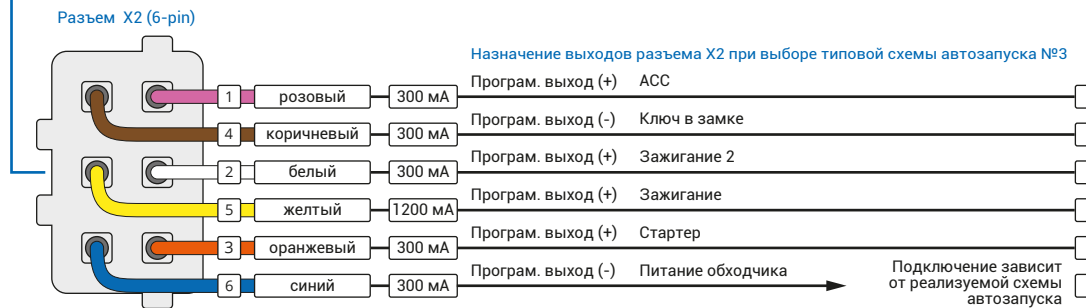 Разъем X2 (6-pin)
Назначение выходов разъема X2 при выборе типовой схемы автозапуска №3
1 розовый 300 мА Програм. выход (+) ACC
4 коричневый 300 мА Програм. выход (-) Ключ в замке
2 белый 300 мА Програм. выход (+) Зажигание 2
5 желтый 1200 мА Програм. выход (+) Зажигание
3 оранжевый 300 мА Програм. выход (+) Стартер
6 синий 300 мА Програм. выход (-) Питание обходчика
Подключение зависит
от реализуемой схемы
автозапуска